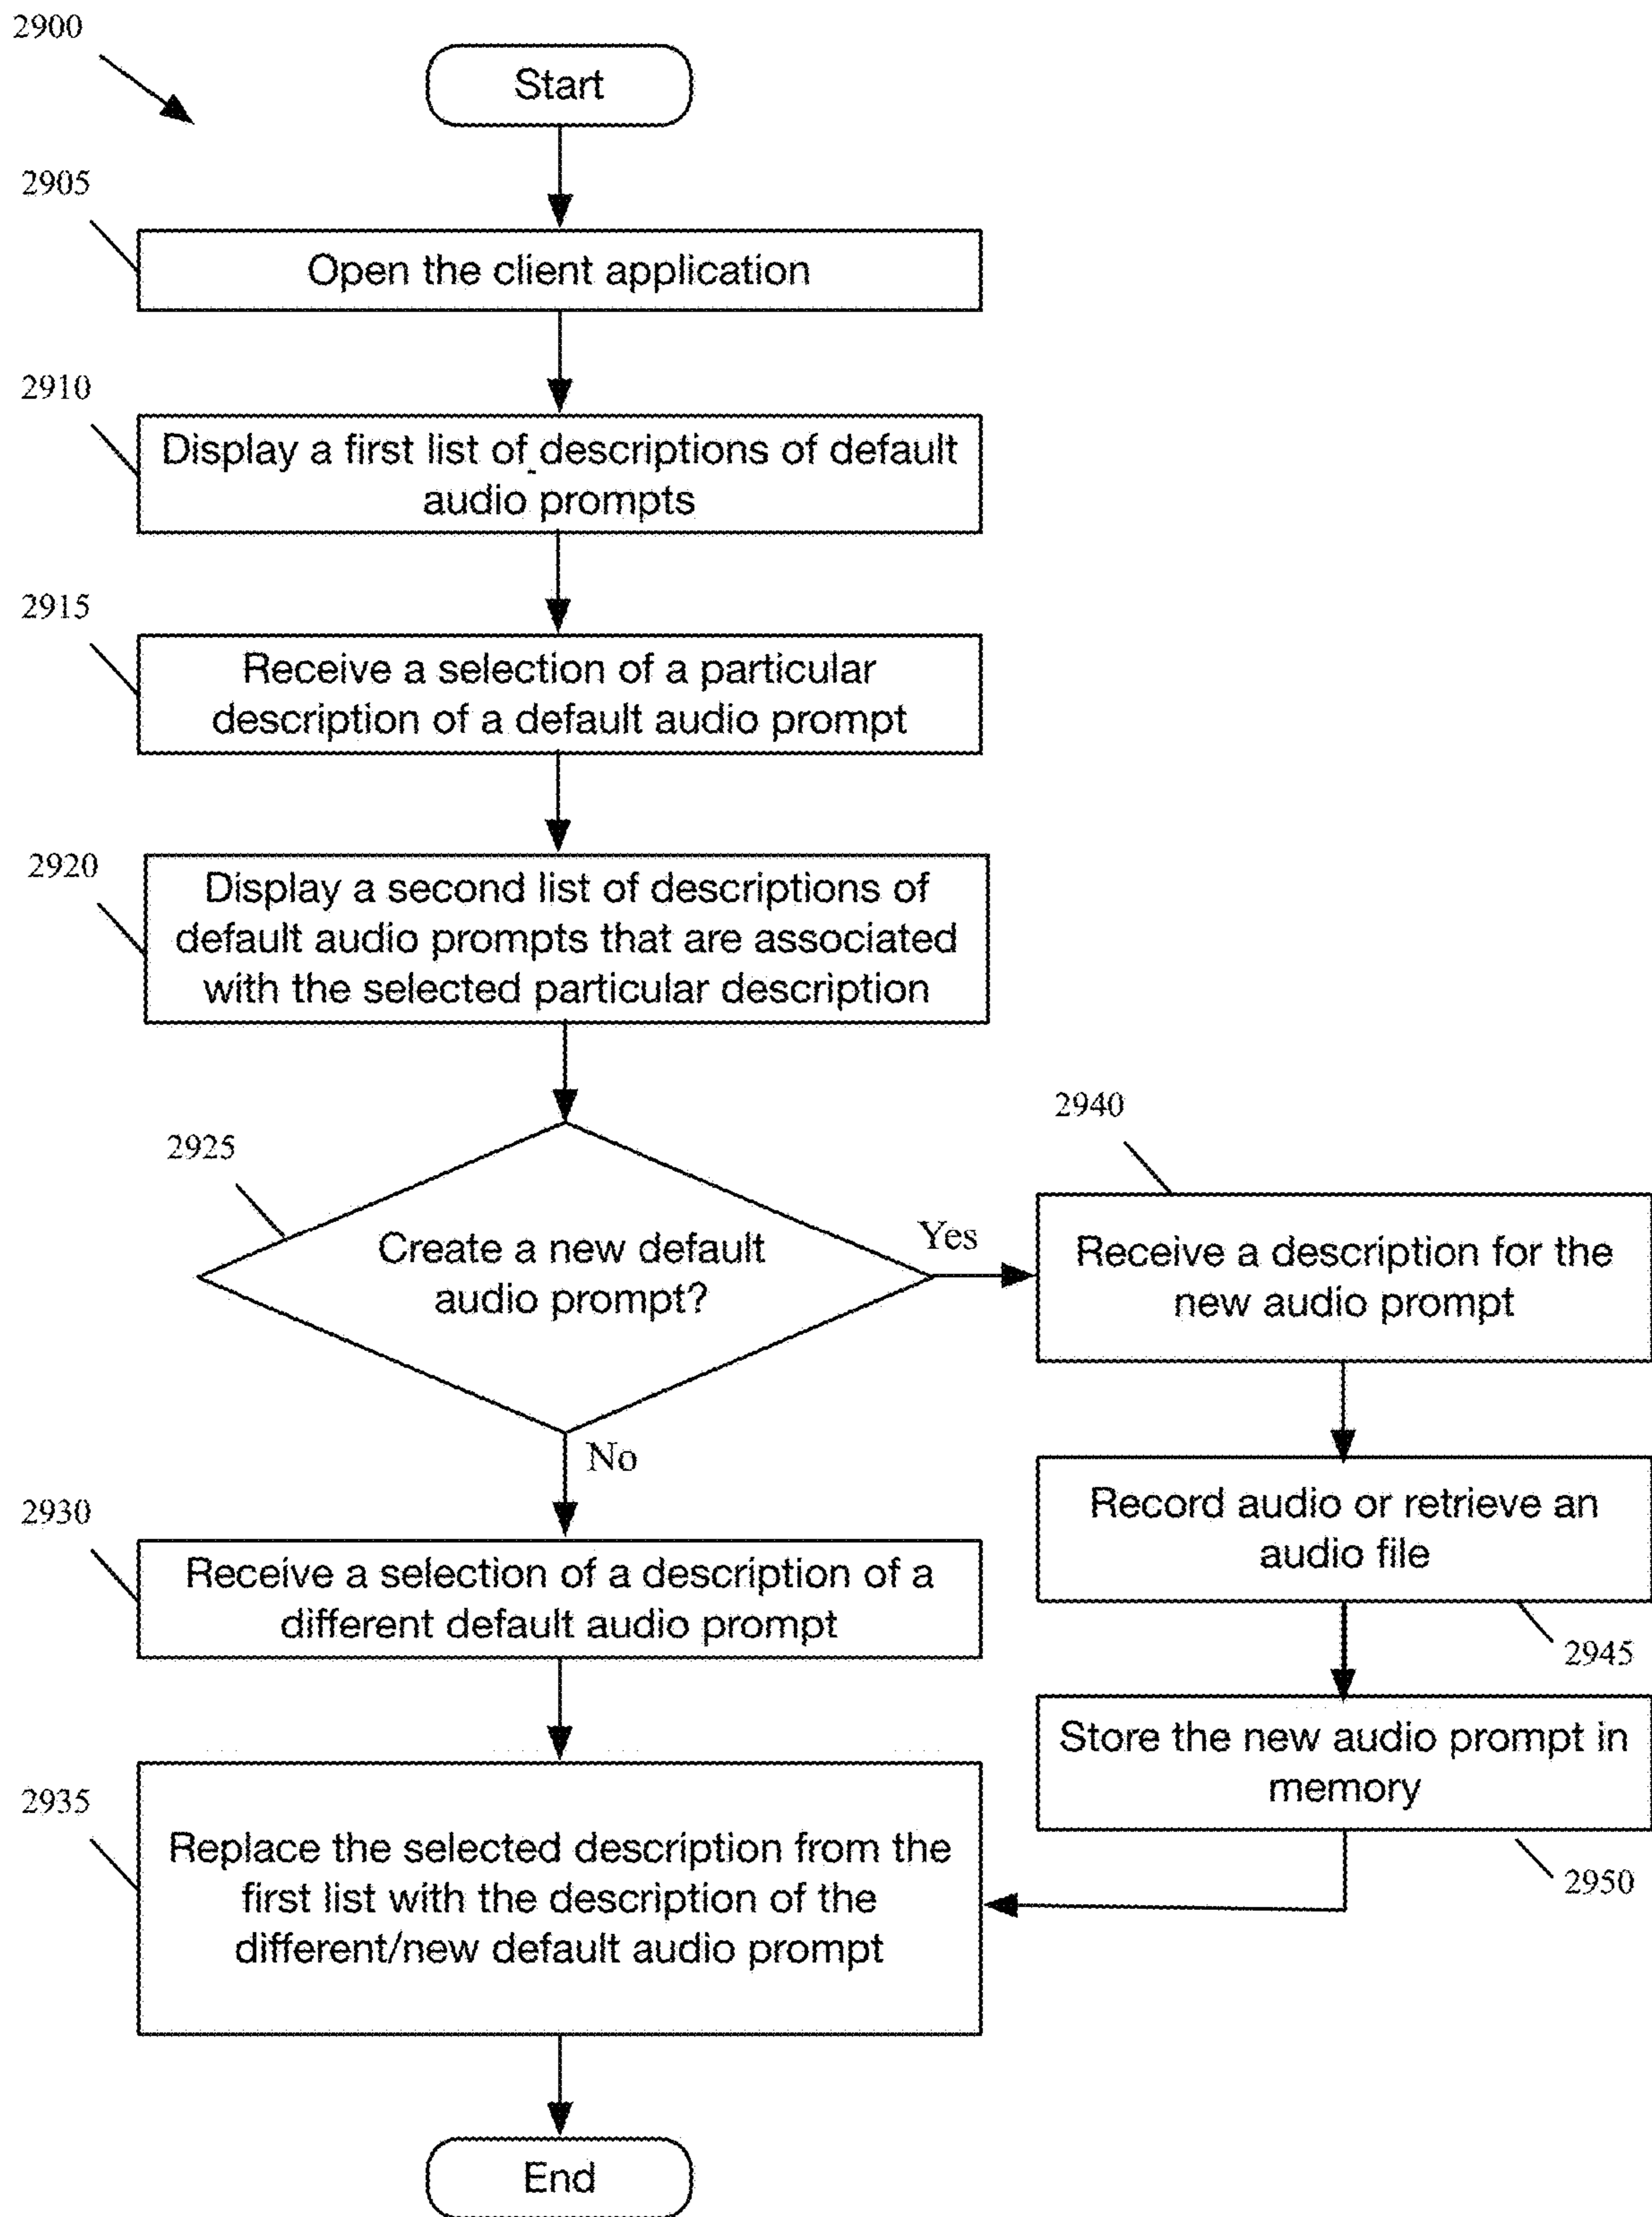 2900
Start
2905
Open the client application
2910
Display a first list of descriptions of default
audio prompts
2915
Receive a selection of a particular
description of a default audio prompt
2920
Display a second list of descriptions of
default audio prompts that are associated
with the selected particular description
2925
Create a new default
audio prompt?
Yes
2940
Receive a description for the
new audio prompt
No
Record audio or retrieve an
audio file
2945
2930
Receive a selection of a description of a
different default audio prompt
Store the new audio prompt in
memory
2950
2935
Replace the selected description from the
first list with the description of the
different/new default audio prompt
End